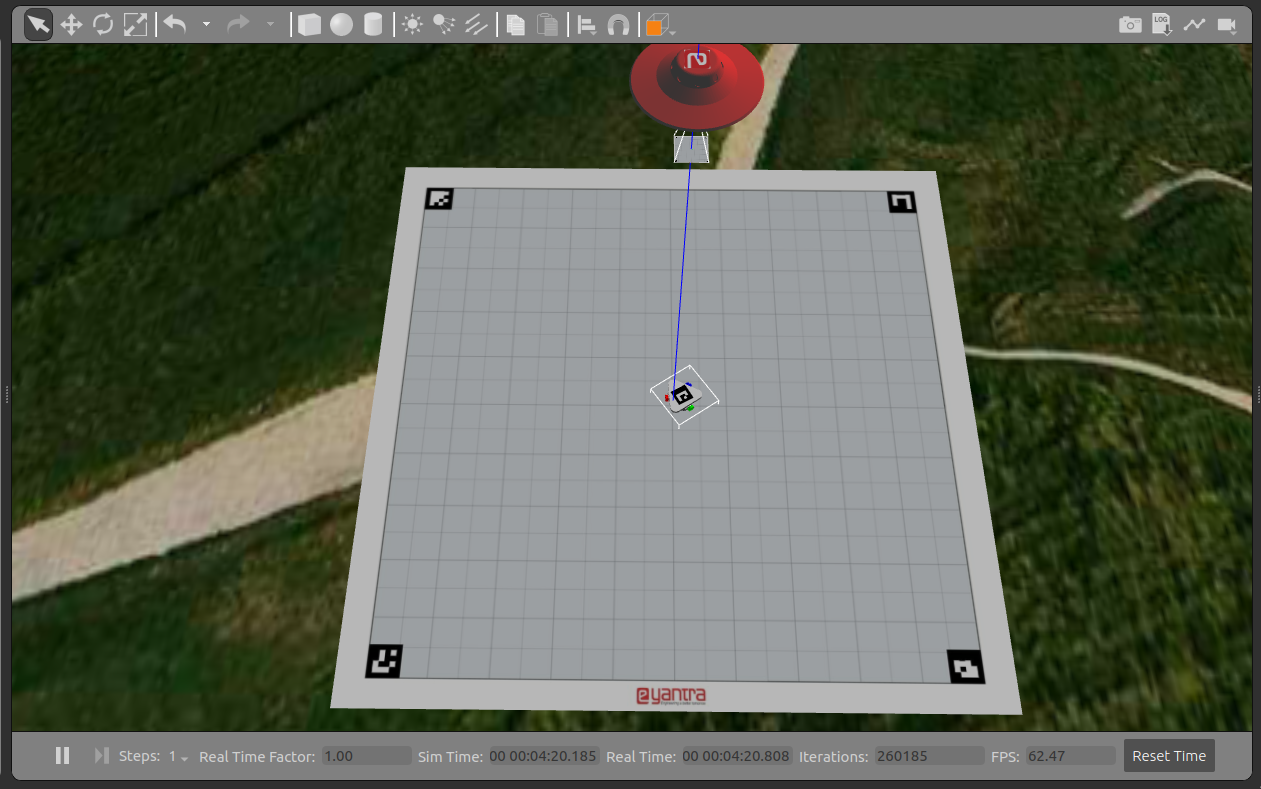 LOG
eyantra
Steps: 1 Real Time Factor: 1.00 Sim Time: 00 00:04:20.185 Real Time: 00 00:04:20.808 Iterations: 260185 FPS: 62.47 Reset Time